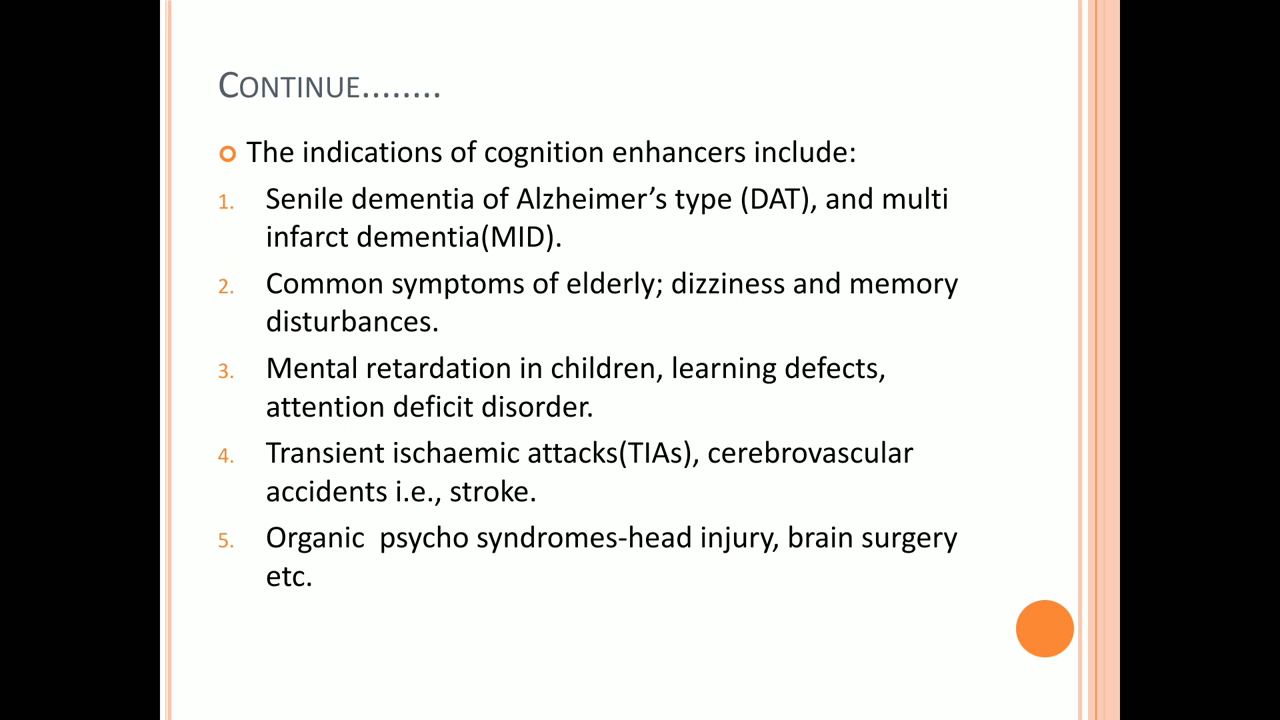 CONTINUE........
The indications of cognition enhancers include:
1. Senile dementia of Alzheimer’s type (DAT), and multi
infarct dementia(MID).
2. Common symptoms of elderly; dizziness and memory
disturbances.
3. Mental retardation in children, learning defects,
attention deficit disorder.
4. Transient ischaemic attacks(TIAs), cerebrovascular
accidents i.e., stroke.
5. Organic  psycho syndromes-head injury, brain surgery
etc.